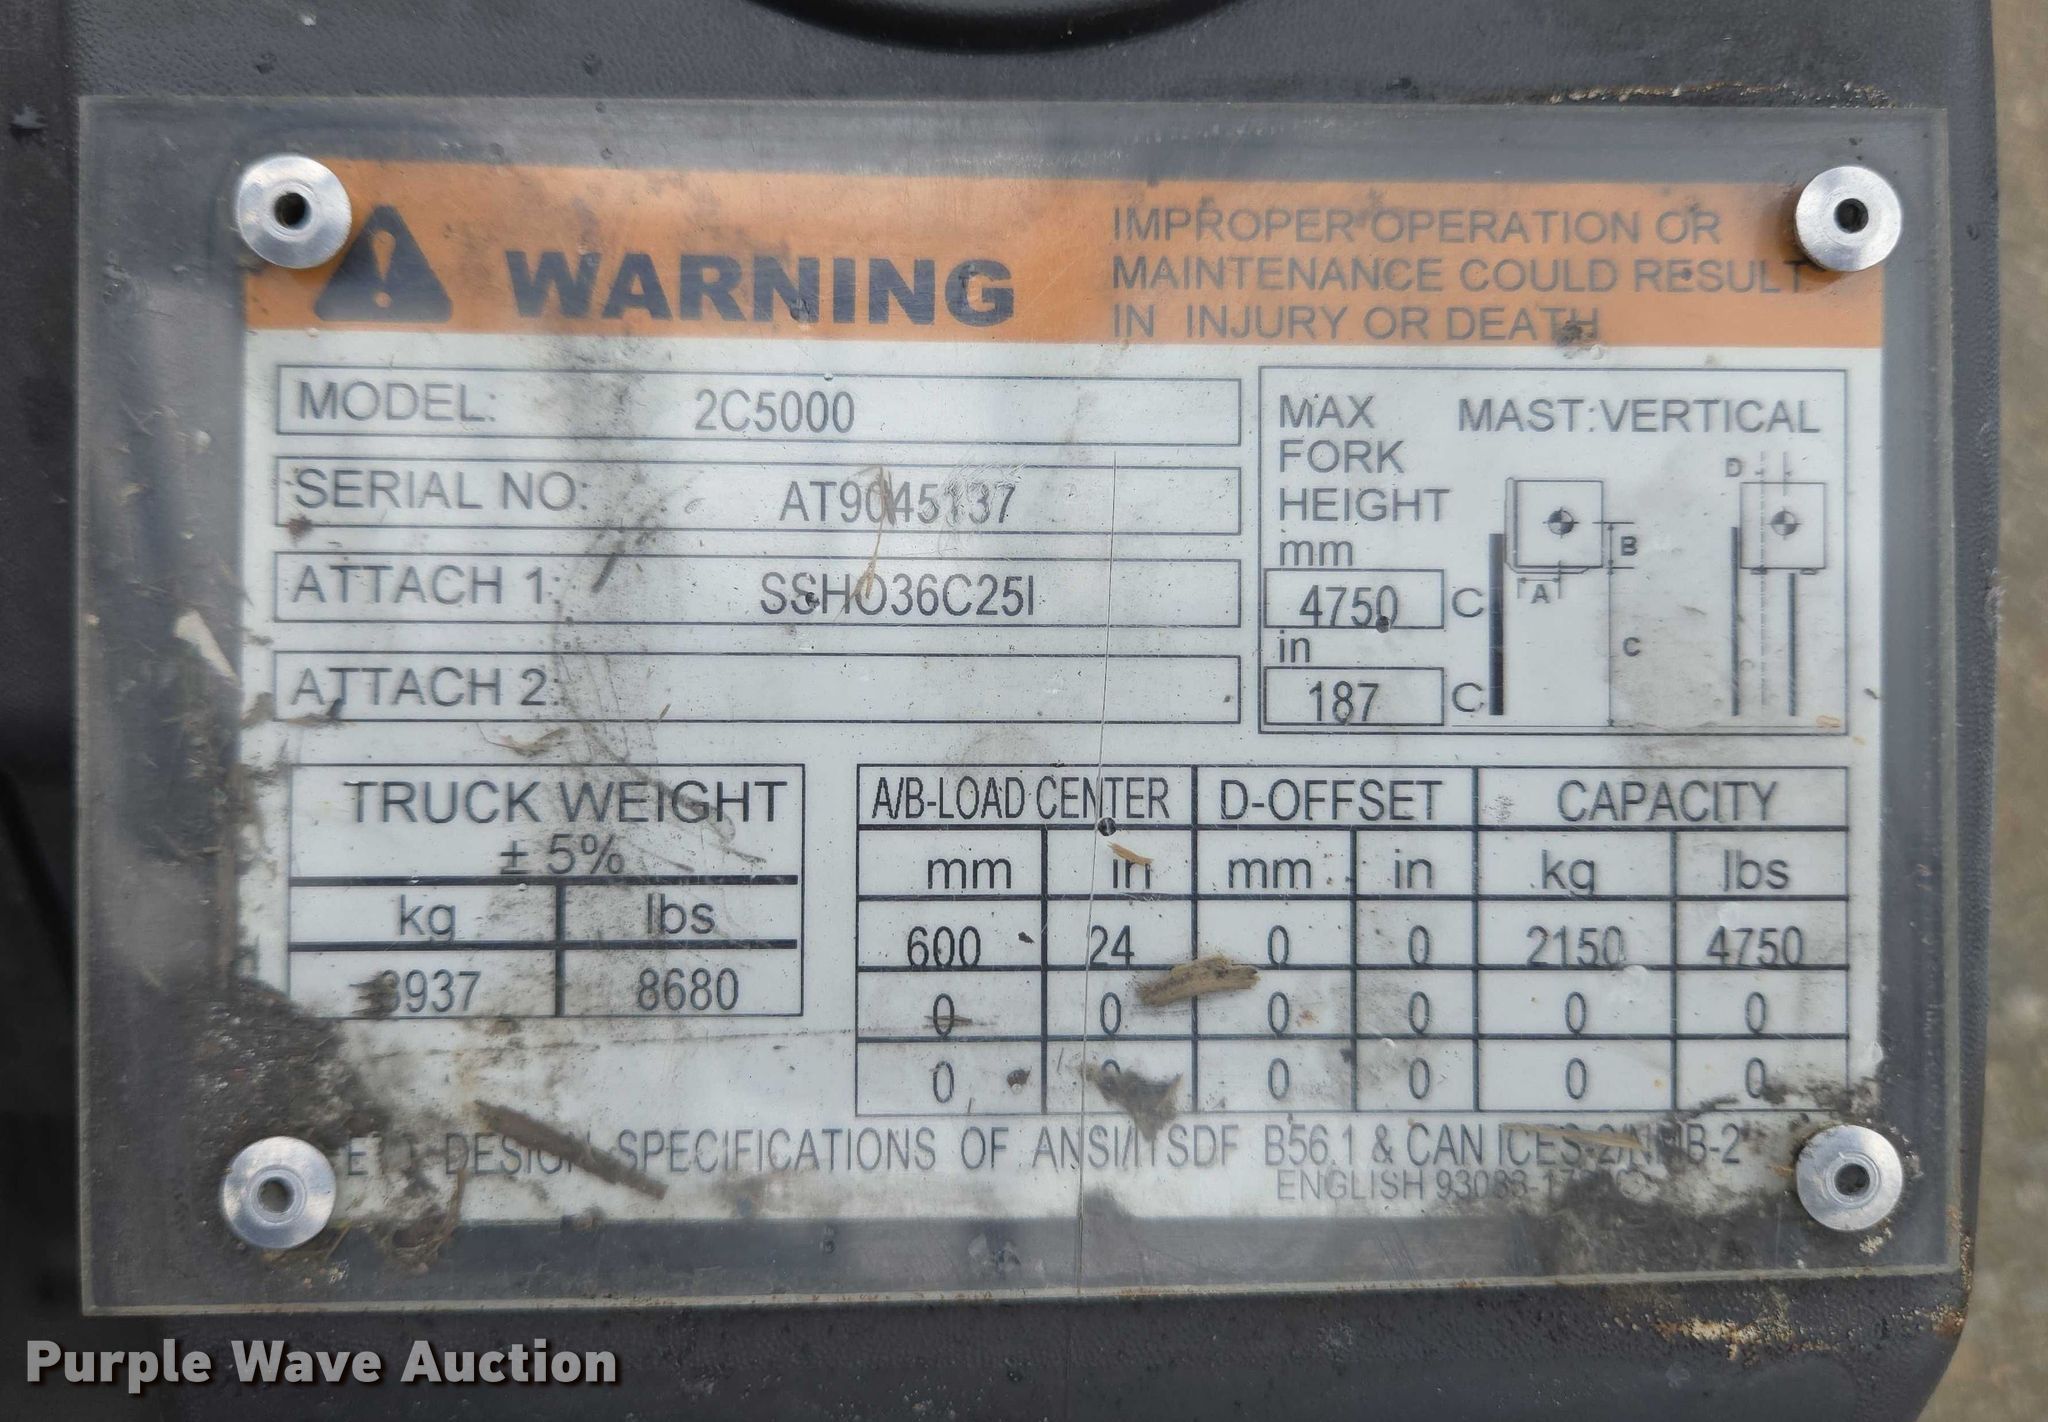 WARNING
IMPROPER OPERATION OR
MAINTENANCE COULD RESULT
IN INJURY OR DEATH
MODEL: 2C5000
SERIAL NO: AT9045137
ATTACH 1: SSHO36C25I
ATTACH 2:
MAX MAST:VERTICAL
FORK
HEIGHT
mm
4750 C
in
187 C
D
B
A
C
TRUCK WEIGHT
± 5%
kg lbs
3937 8680
A/B-LOAD CENTER D-OFFSET CAPACITY
mm in mm in kg lbs
600 24 0 0 2150 4750
0 0 0 0 0 0
0 0 0 0 0 0
DESIGN SPECIFICATIONS OF ANSI/ITSDF B56.1 & CAN ICES-2/NMB-2
ENGLISH
Purple Wave Auction